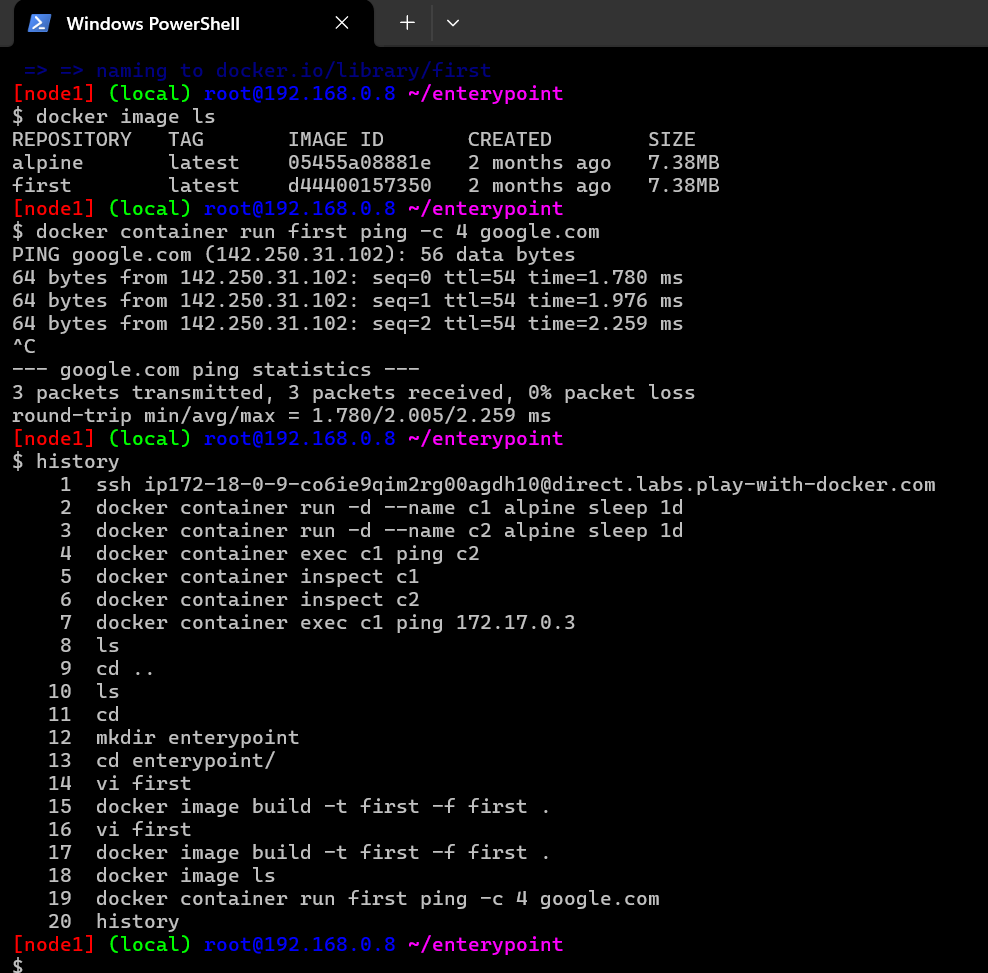 Windows PowerShell
=> => naming to docker.io/library/first
[node1] (local) root@192.168.0.8 ~/enterypoint
$ docker image ls
REPOSITORY   TAG       IMAGE ID       CREATED        SIZE
alpine       latest    05455a08881e   2 months ago   7.38MB
first        latest    d44400157350   2 months ago   7.38MB
[node1] (local) root@192.168.0.8 ~/enterypoint
$ docker container run first ping -c 4 google.com
PING google.com (142.250.31.102): 56 data bytes
64 bytes from 142.250.31.102: seq=0 ttl=54 time=1.780 ms
64 bytes from 142.250.31.102: seq=1 ttl=54 time=1.976 ms
64 bytes from 142.250.31.102: seq=2 ttl=54 time=2.259 ms
^C
--- google.com ping statistics ---
3 packets transmitted, 3 packets received, 0% packet loss
round-trip min/avg/max = 1.780/2.005/2.259 ms
[node1] (local) root@192.168.0.8 ~/enterypoint
$ history
    1  ssh ip172-18-0-9-co6ie9qim2rg00agdh10@direct.labs.play-with-docker.com
    2  docker container run -d --name c1 alpine sleep 1d
    3  docker container run -d --name c2 alpine sleep 1d
    4  docker container exec c1 ping c2
    5  docker container inspect c1
    6  docker container inspect c2
    7  docker container exec c1 ping 172.17.0.3
    8  ls
    9  cd ..
   10  ls
   11  cd
   12  mkdir enterypoint
   13  cd enterypoint/
   14  vi first
   15  docker image build -t first -f first .
   16  vi first
   17  docker image build -t first -f first .
   18  docker image ls
   19  docker container run first ping -c 4 google.com
   20  history
[node1] (local) root@192.168.0.8 ~/enterypoint
$